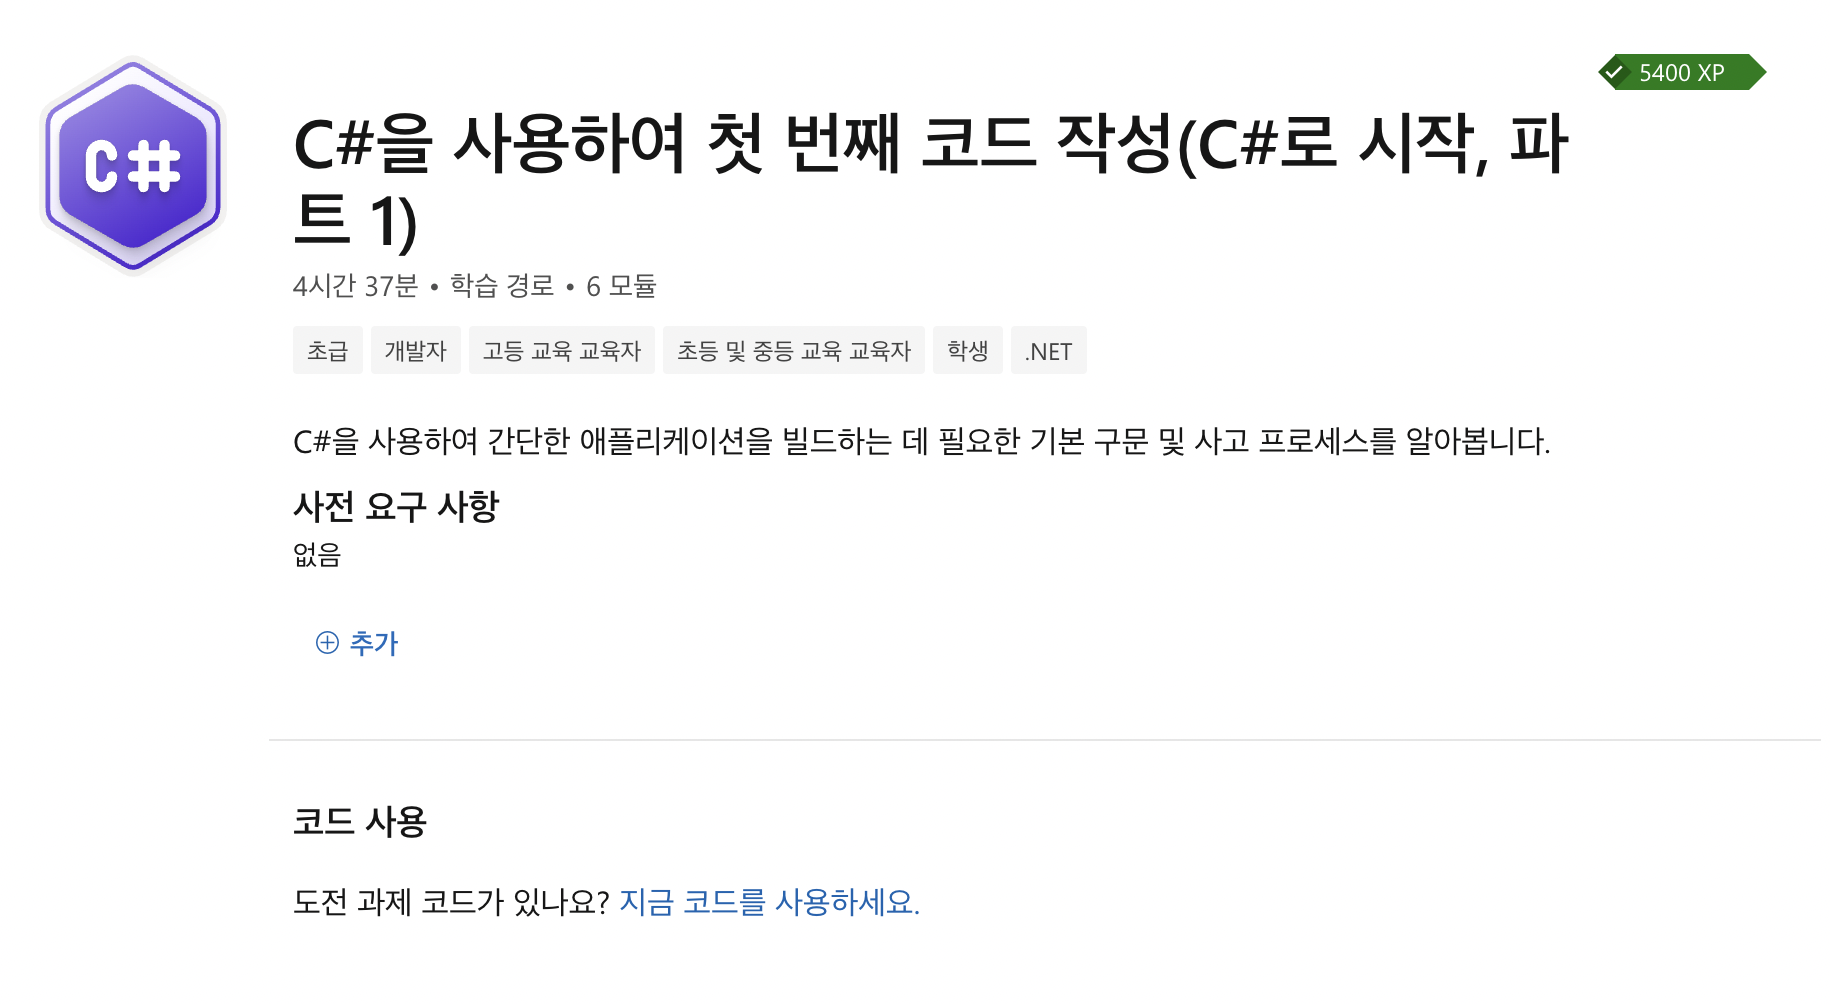 5400 XP
C#
C#을 사용하여 첫 번째 코드 작성(C#로 시작, 파
트 1)
4시간 37분 • 학습 경로 • 6 모듈
초급 개발자 고등 교육 교육자 초등 및 중등 교육 교육자 학생 .NET
C#을 사용하여 간단한 애플리케이션을 빌드하는 데 필요한 기본 구문 및 사고 프로세스를 알아봅니다.
사전 요구 사항
없음
추가
코드 사용
도전 과제 코드가 있나요? 지금 코드를 사용하세요.